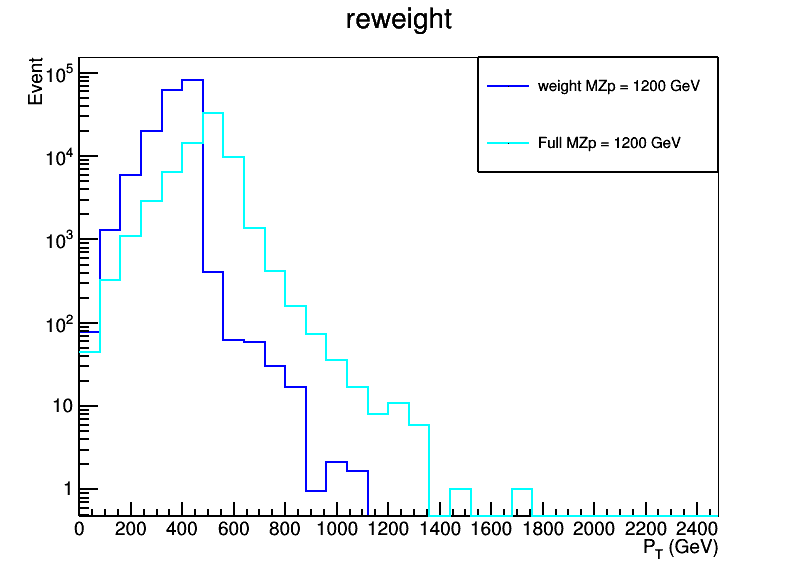 reweight
Event
weight MZp = 1200 GeV
Full MZp = 1200 GeV
10^5
10^4
10^3
10^2
10
1
0 200 400 600 800 1000 1200 1400 1600 1800 2000 2200 2400
P_T (GeV)